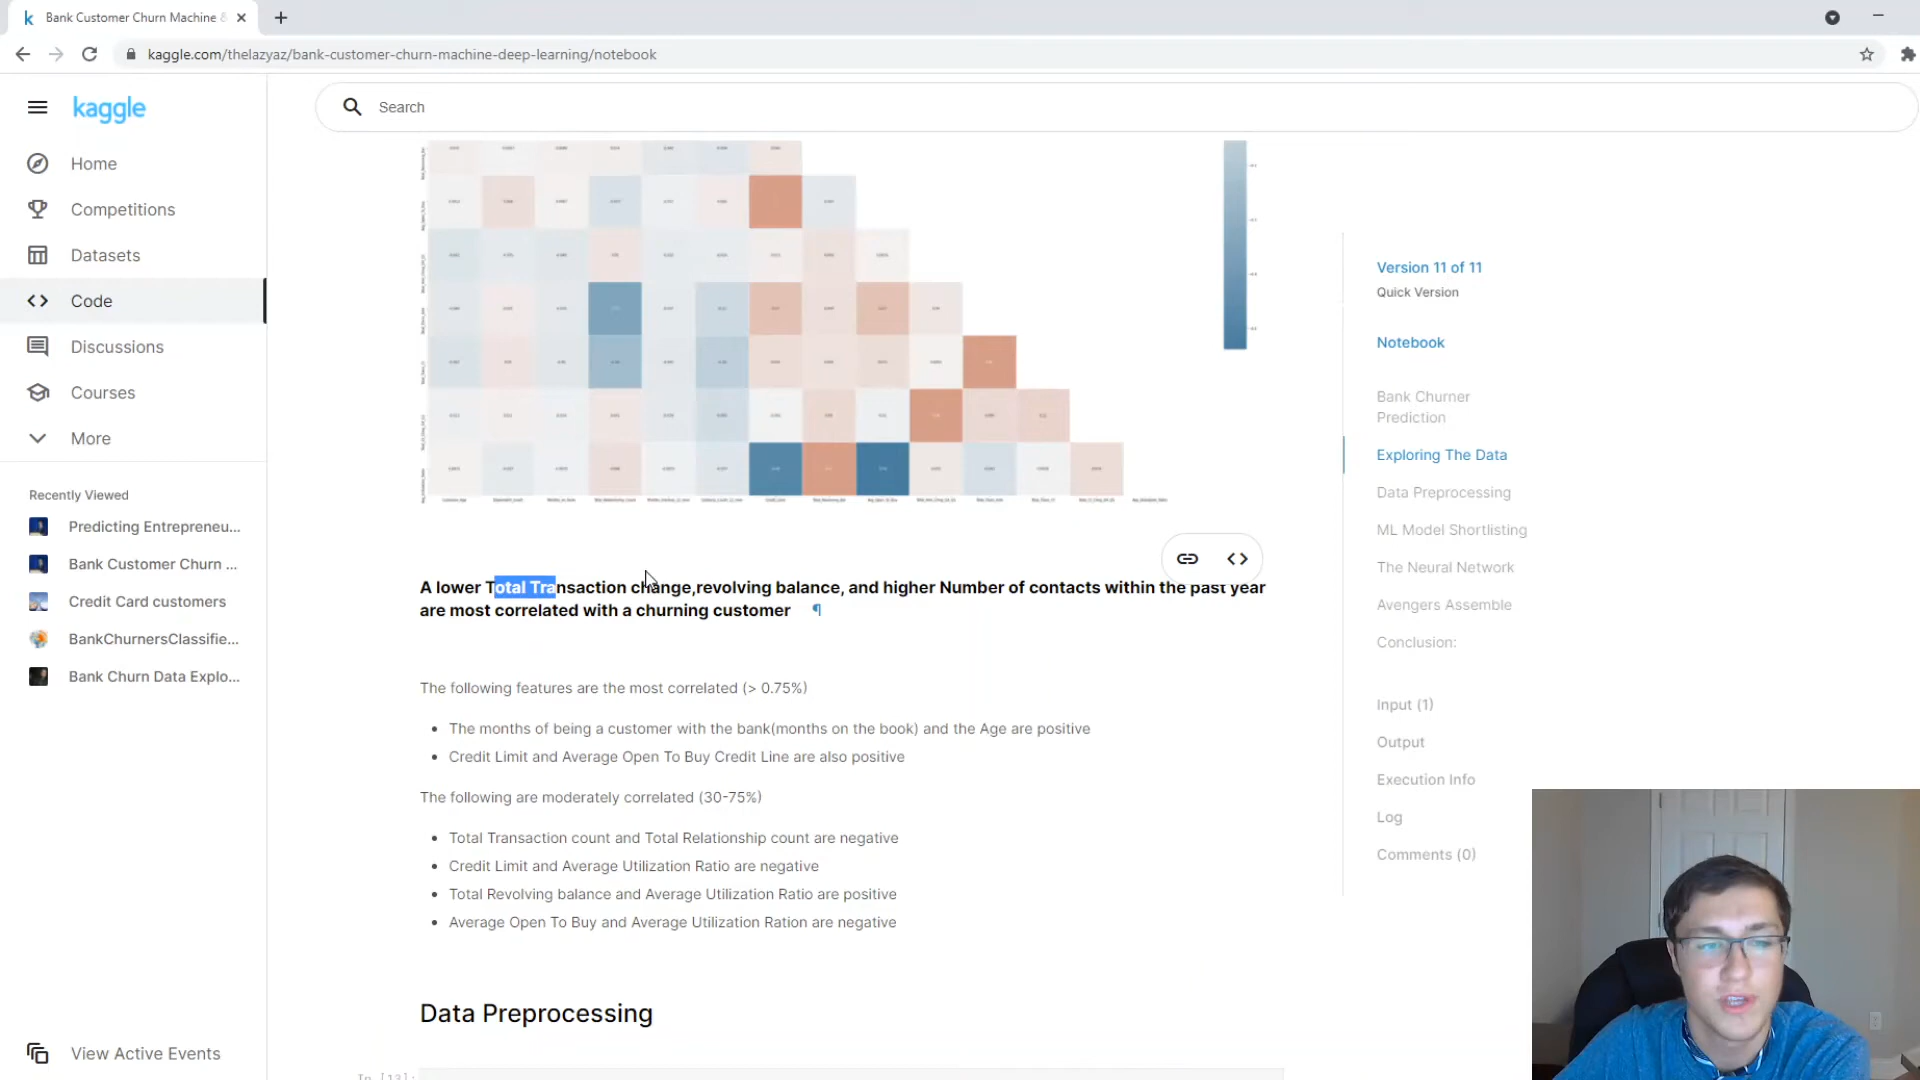 Bank Customer Churn Machine &
kaggle.com/thelazyaz/bank-customer-churn-machine-deep-learning/notebook
kaggle
Search
Home
Competitions
Datasets
Code
Discussions
Courses
More
Recently Viewed
Predicting Entrepreneu...
Bank Customer Churn ...
Credit Card customers
BankChurnersClassifie...
Bank Churn Data Explo...
View Active Events
A lower Total Transaction change,revolving balance, and higher Number of contacts within the past year
are most correlated with a churning customer ¶
The following features are the most correlated (> 0.75%)
• The months of being a customer with the bank(months on the book) and the Age are positive
• Credit Limit and Average Open To Buy Credit Line are also positive
The following are moderately correlated (30-75%)
• Total Transaction count and Total Relationship count are negative
• Credit Limit and Average Utilization Ratio are negative
• Total Revolving balance and Average Utilization Ratio are positive
• Average Open To Buy and Average Utilization Ration are negative
Data Preprocessing
In [13]:
Version 11 of 11
Quick Version
Notebook
Bank Churner
Prediction
Exploring The Data
Data Preprocessing
ML Model Shortlisting
The Neural Network
Avengers Assemble
Conclusion:
Input (1)
Output
Execution Info
Log
Comments (0)